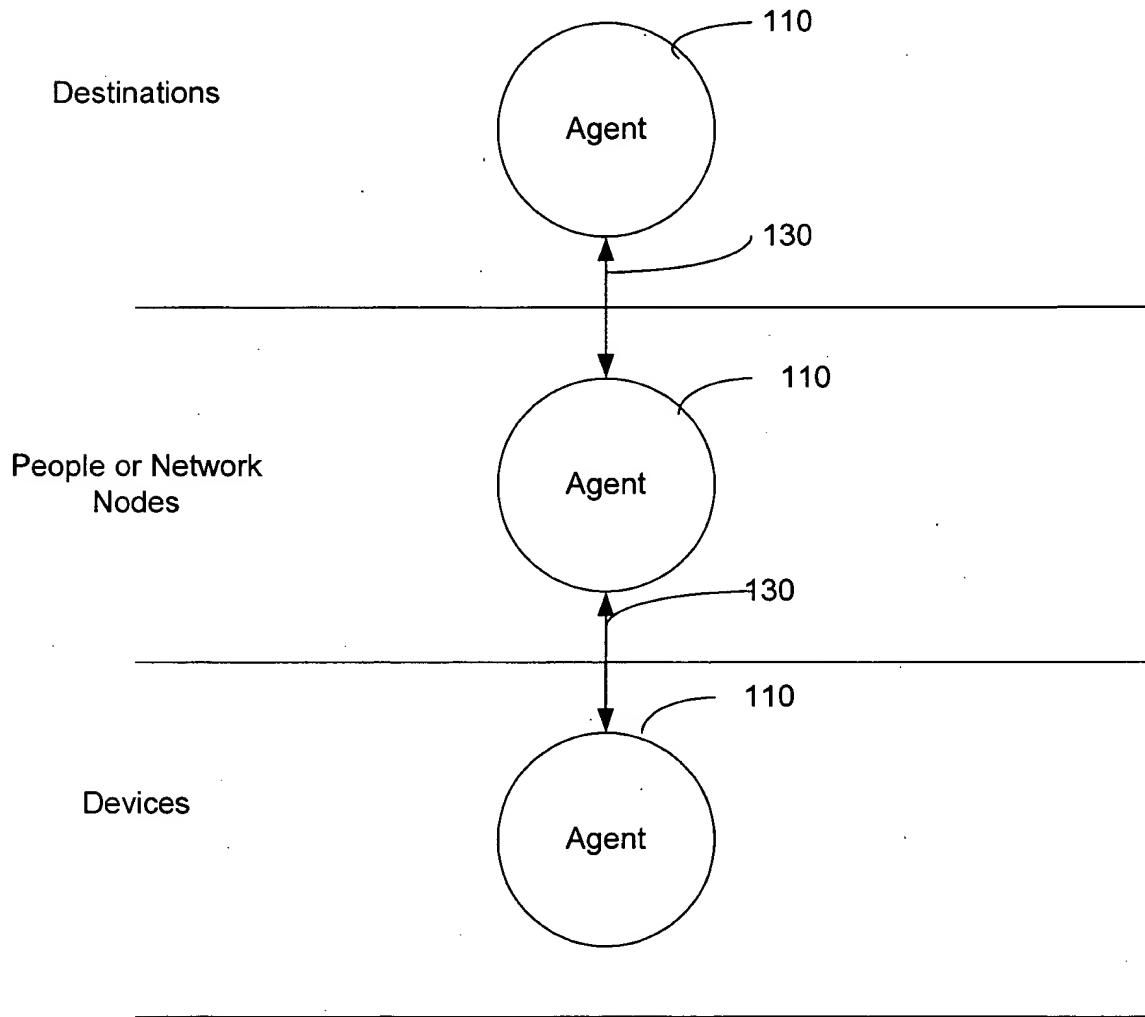 110
Destinations
Agent
130
110
People or Network
Nodes
Agent
130
110
Devices
Agent